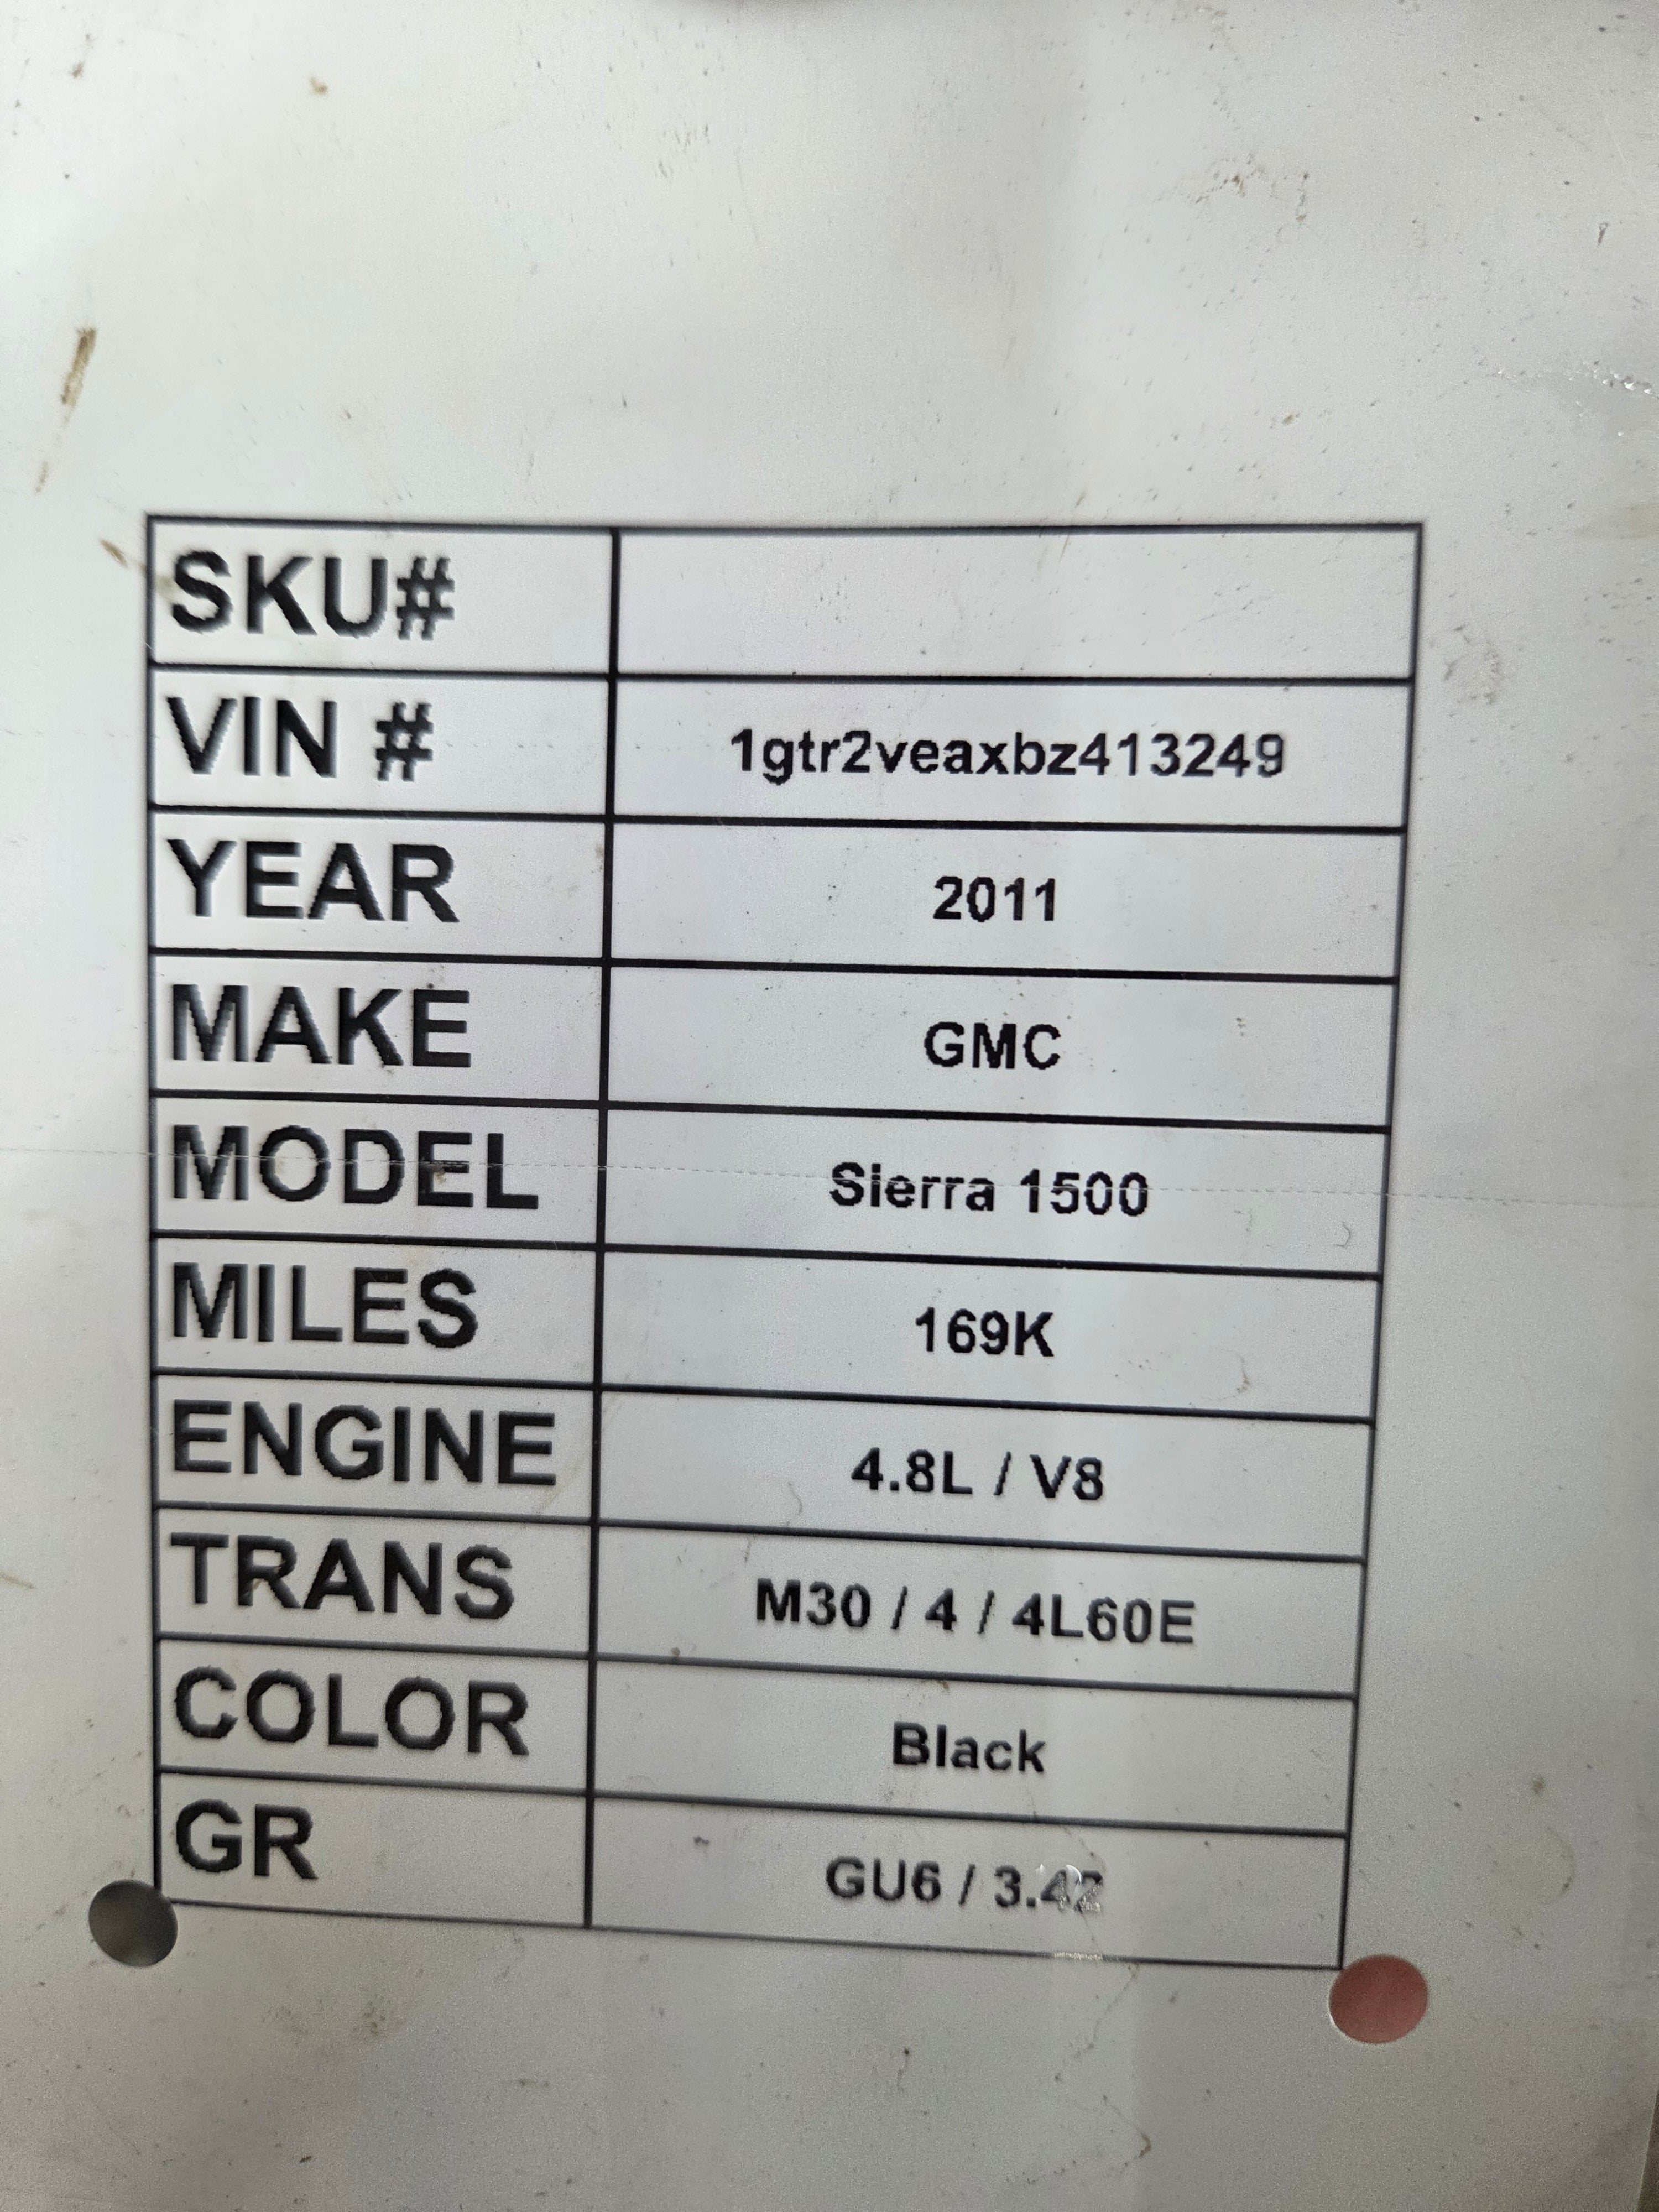 SKU#
VIN # 1gtr2veaxbz413249
YEAR 2011
MAKE GMC
MODEL Sierra 1500
MILES 169K
ENGINE 4.8L / V8
TRANS M30 / 4 / 4L60E
COLOR Black
GR GU6 / 3.42